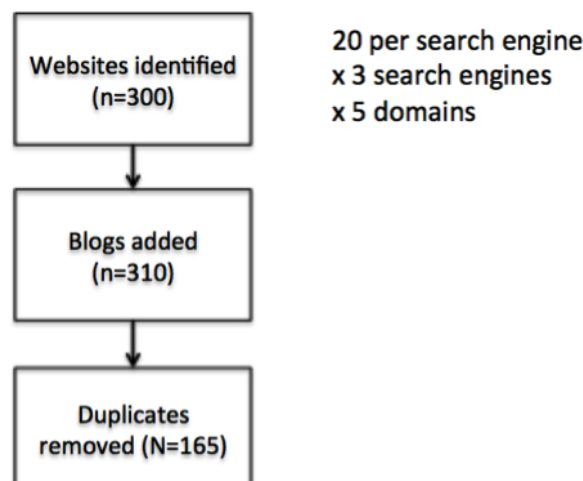 Websites identified
(n=300)
20 per search engine
x 3 search engines
x 5 domains
Blogs added
(n=310)
Duplicates
removed (N=165)